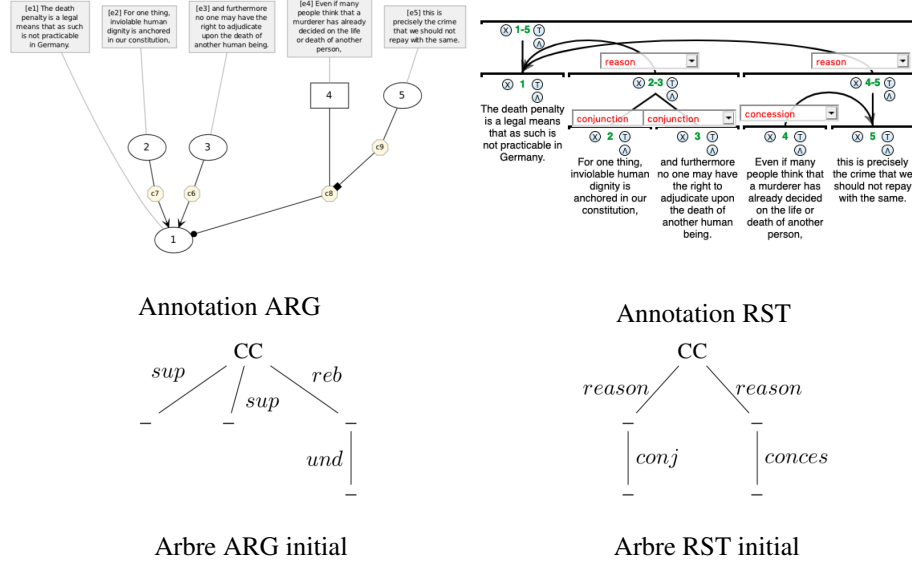 [e1] The death
penalty is a legal
means that as such
is not practicable
in Germany.
[e2] For one thing,
inviolable human
dignity is anchored
in our constitution,
[e3] and furthermore
no one may have the
right to adjudicate
upon the death of
another human being.
[e4] Even if many
people think that a
murderer has already
decided on the life
or death of another
person,
[e5] this is
precisely the crime
that we should not
repay with the same.
4
5
2
3
c9
c7
c6
c8
1
Annotation ARG
X 1-5 T
Λ
reason
reason
X 1 T
Λ
X 2-3 T
Λ
X 4-5 T
Λ
The death penalty
is a legal means
that as such is
not practicable in
Germany.
conjunction
conjunction
concession
X 2 T
Λ
X 3 T
Λ
X 4 T
Λ
X 5 T
Λ
For one thing,
inviolable human
dignity is
anchored in our
constitution,
and furthermore
no one may have
the right to
adjudicate upon
the death of
another human
being.
Even if many
people think that
a murderer has
already decided
on the life or
death of another
person,
this is precisely
the crime that we
should not repay
with the same.
Annotation RST
CC
sup
sup
reb
–
–
–
und
–
Arbre ARG initial
CC
reason
reason
–
–
conj
conces
–
–
Arbre RST initial